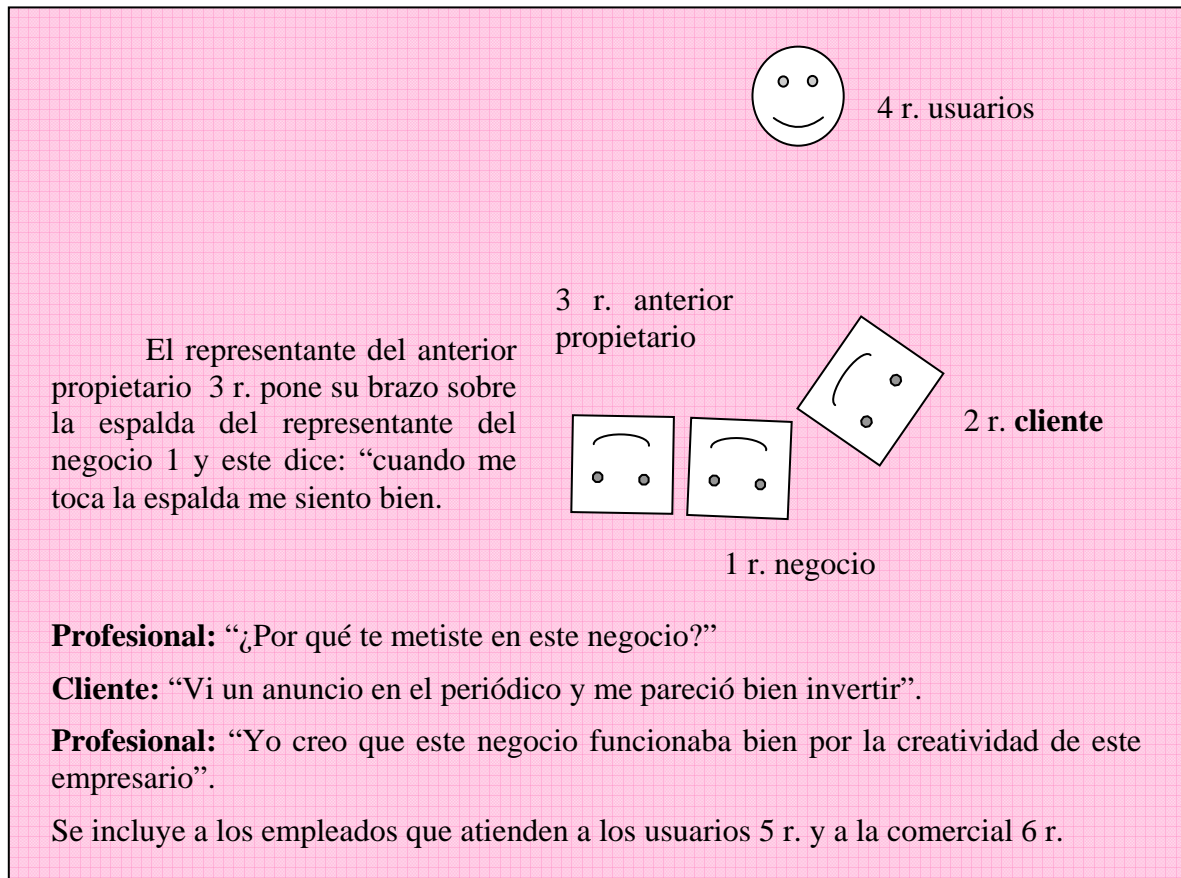 4 r. usuarios
3 r. anterior
propietario
El representante del anterior
propietario 3 r. pone su brazo sobre
la espalda del representante del
negocio 1 y este dice: “cuando me
toca la espalda me siento bien.
2 r. cliente
1 r. negocio
Profesional: “¿Por qué te metiste en este negocio?”
Cliente: “Vi un anuncio en el periódico y me pareció bien invertir”.
Profesional: “Yo creo que este negocio funcionaba bien por la creatividad de este
empresario”.
Se incluye a los empleados que atienden a los usuarios 5 r. y a la comercial 6 r.